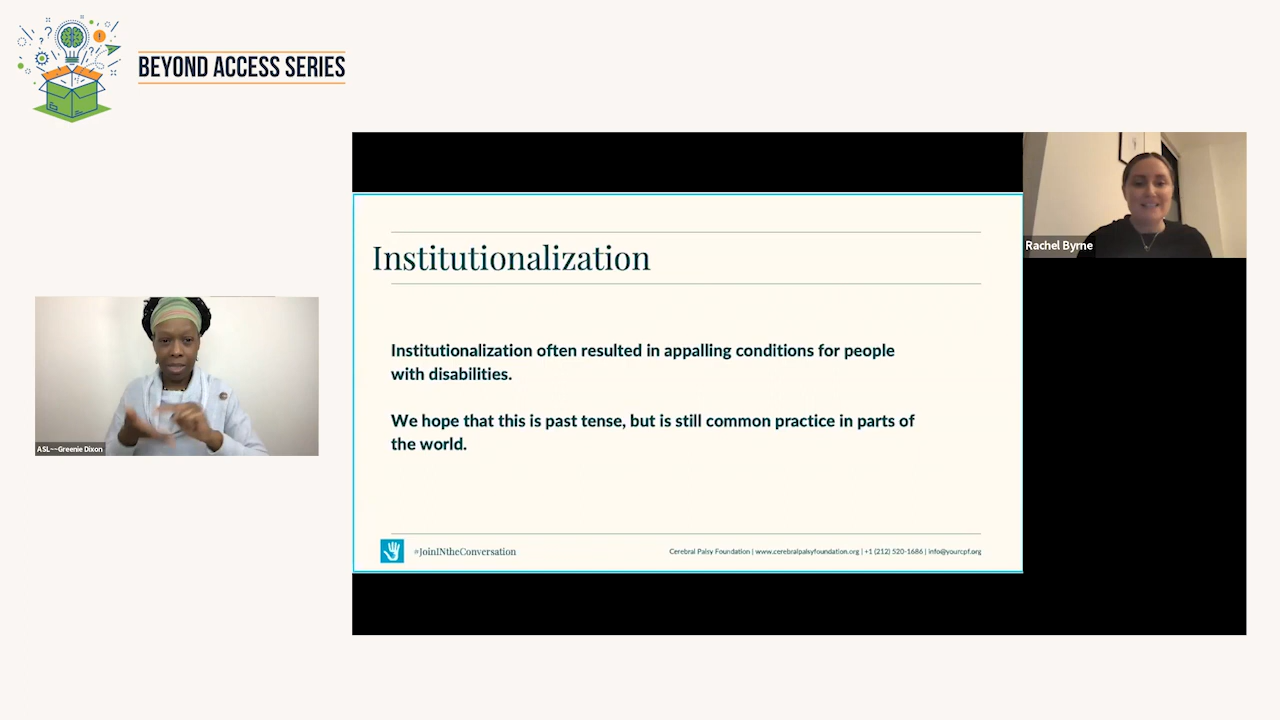 BEYOND ACCESS SERIES
Rachel Byrne
Institutionalization
Institutionalization often resulted in appalling conditions for people
with disabilities.
We hope that this is past tense, but is still common practice in parts of
the world.
ASL--Greenie Dixon
#JoinINtheConversation
Cerebral Palsy Foundation | www.cerebralpalsyfoundation.org | +1 (212) 520-1686 | info@yourcpf.org